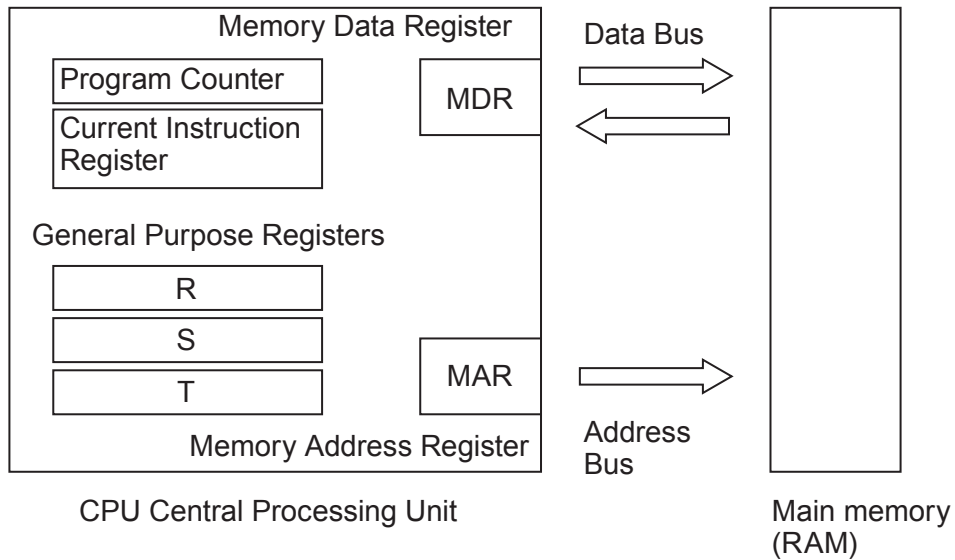 Memory Data Register
Program Counter
MDR
Current Instruction
Register
General Purpose Registers
R
S
T
MAR
Memory Address Register
CPU Central Processing Unit
Data Bus
Address
Bus
Main memory
(RAM)